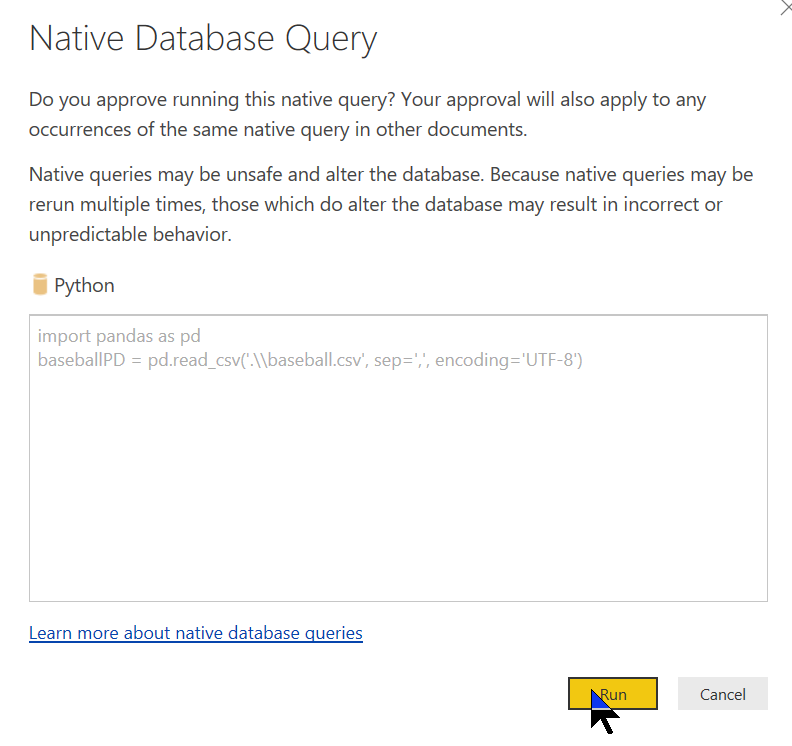 Native Database Query
Do you approve running this native query? Your approval will also apply to any
occurrences of the same native query in other documents.
Native queries may be unsafe and alter the database. Because native queries may be
rerun multiple times, those which do alter the database may result in incorrect or
unpredictable behavior.
Python
import pandas as pd
baseballPD = pd.read_csv('.\\baseball.csv', sep=',', encoding='UTF-8')
Learn more about native database queries
Run
Cancel